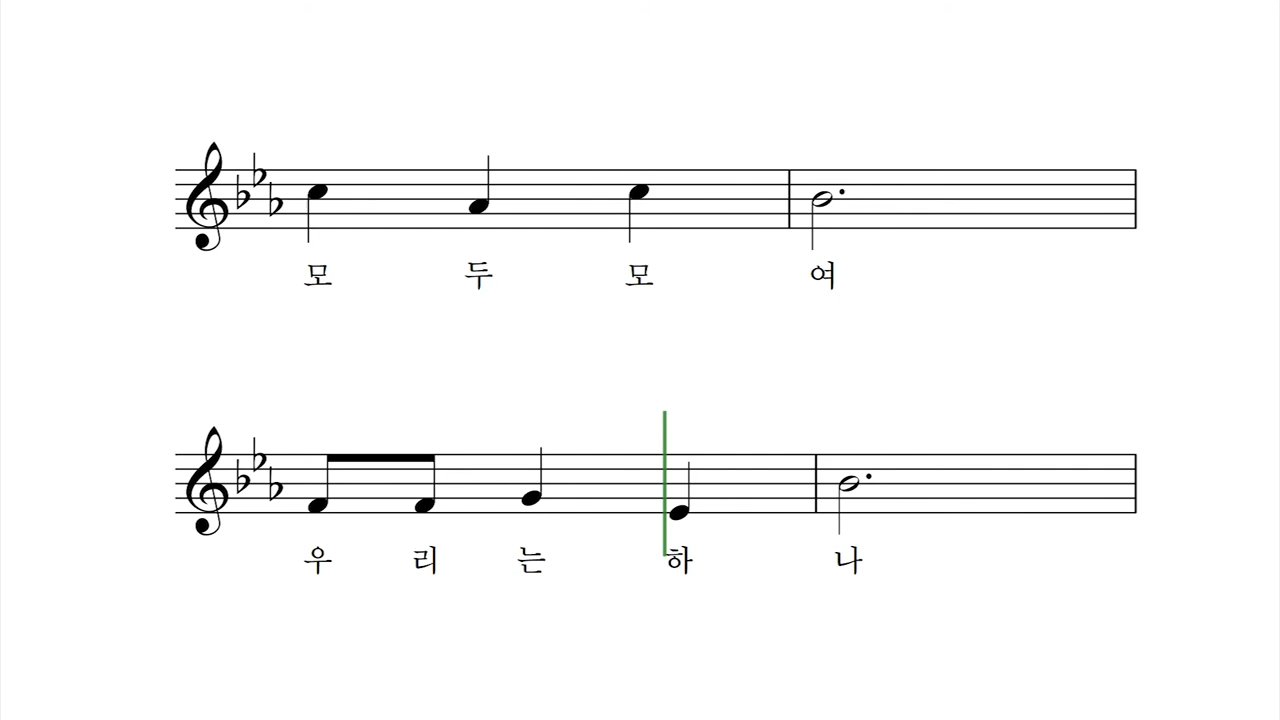 모 두 모 여
우 리 는 하 나